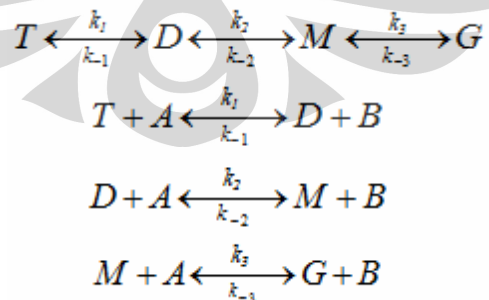 T ⟷ D ⟷ M ⟷ G
k₁ k₂ k₃
k₋₁ k₋₂ k₋₃
T + A ⟷ D + B
k₁
k₋₁
D + A ⟷ M + B
k₂
k₋₂
M + A ⟷ G + B
k₃
k₋₃